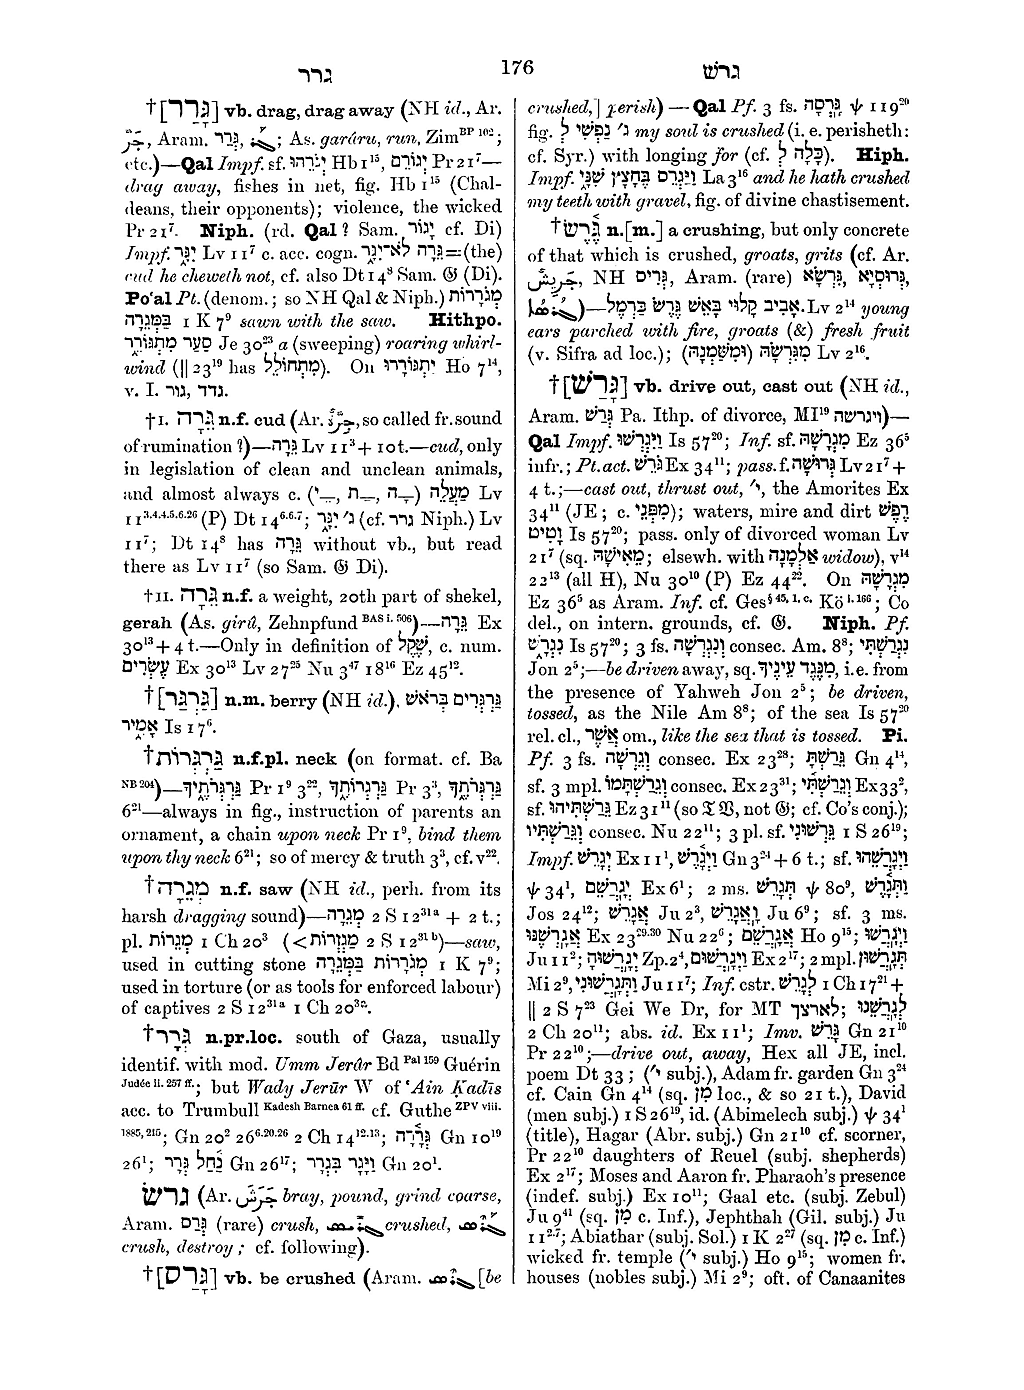 גרר
176
גרשׁ
†[גָּרַר] vb. drag, drag away (NH id., Ar.
جَرَّ, Aram. גְּרַר, ; As. garâru, run, Zim BP 102;
etc.)—Qal Impf. sf. יְגֹרֵהוּ Hb 1 15, יְגוֹרֵם Pr 21 7—
drag away, fishes in net, fig. Hb 1 15 (Chal-
deans, their opponents); violence, the wicked
Pr 21 7. Niph. (rd. Qal? Sam. יָגוֹר cf. Di)
Impf. יִגָּר Lv 11 7 c. acc. cogn. גֵּרָה לֹא־יִגָּר=(the)
cud he cheweth not, cf. also Dt 14 8 Sam. 𝔊 (Di).
Po‘al Pt. (denom.; so NH Qal & Niph.) מְגֹרָרוֹת
בַּמְּגֵרָה 1 K 7 9 sawn with the saw. Hithpo.
סַעַר מִתְגּוֹרֵר Je 30 23 a (sweeping) roaring whirl-
wind (|| 23 19 has מִתְחוֹלֵל). On יִתְגּוֹרָרוּ Ho 7 14,
v. I. גור, גדד.
†I. גֵּרָה n.f. cud (Ar. جِرَّةٌ, so called fr. sound
of rumination?)—גֵּרָה Lv 11 3 + 10 t.—cud, only
in legislation of clean and unclean animals,
and almost always c. מַעֲלֵה (־ָה, ־ַת, ־ֵי) Lv
11 3.4.4.5.6.26 (P) Dt 14 6.6.7; ג׳ יִגָּר (cf. גרר Niph.) Lv
11 7; Dt 14 8 has גֵּרָה without vb., but read
there as Lv 11 7 (so Sam. 𝔊 Di).
†II. גֵּרָה n.f. a weight, 20th part of shekel,
gerah (As. girû, Zehnpfund BAS i. 506)—גֵּרָה Ex
30 13 + 4 t.—Only in definition of שֶׁקֶל, c. num.
עֶשְׂרִים Ex 30 13 Lv 27 25 Nu 3 47 18 16 Ez 45 12.
†[גַּרְגַּר] n.m. berry (NH id.), גַּרְגְּרִים בְּרֹאשׁ
אָמִיר Is 17 6.
†גַּרְגְּרוֹת n.f.pl. neck (on format. cf. Ba
NB 204)—גַּרְגְּרֹתֶיךָ Pr 1 9 3 22, גַּרְגְּרוֹתֶךָ Pr 3 3, גַּרְגְּרֹתֶךָ
6 21—always in fig., instruction of parents an
ornament, a chain upon neck Pr 1 9, bind them
upon thy neck 6 21; so of mercy & truth 3 3, cf. v 22.
†מְגֵרָה n.f. saw (NH id., perh. from its
harsh dragging sound)—מְגֵרָה 2 S 12 31a + 2 t.;
pl. מְגֵרוֹת 1 Ch 20 3 (< מַגְזְרוֹת 2 S 12 31b)—saw,
used in cutting stone מְגֹרָרוֹת בַּמְּגֵרָה 1 K 7 9;
used in torture (or as tools for enforced labour)
of captives 2 S 12 31a 1 Ch 20 3a.
†גְּרָר n.pr.loc. south of Gaza, usually
identif. with mod. Umm Jerâr Bd Pal 159 Guérin
Judée ii. 257 ff.; but Wady Jerūr W of ‘Ain Ḳadîs
acc. to Trumbull Kadesh Barnea 61 ff. cf. Guthe ZPV viii.
1885, 215; Gn 20 2 26 6.20.26 2 Ch 14 12.13; גְּרָרָה Gn 10 19
26 1; נַחַל גְּרָר Gn 26 17; וַיָּגָר בִּגְרָר Gn 20 1.
גרשׂ (Ar. جَرَشَ bray, pound, grind coarse,
Aram. גְּרַס (rare) crush, crushed,
crush, destroy; cf. following).
†[גָּרַס] vb. be crushed (Aram. [be
crushed,] perish)—Qal Pf. 3 fs. גָּרְסָה ψ 119 20
fig. ג׳ נַפְשִׁי לְ my soul is crushed (i. e. perisheth:
cf. Syr.) with longing for (cf. כָּלָה לְ). Hiph.
Impf. וַיַּגְרֵס בֶּחָצָץ שִׁנָּי La 3 16 and he hath crushed
my teeth with gravel, fig. of divine chastisement.
†גֶּרֶשׂ n.[m.] a crushing, but only concrete
of that which is crushed, groats, grits (cf. Ar.
جَرِيشٌ, NH גְּרִיס, Aram. (rare) גִּרְשָׂא, גְּרוּסְיָא,
)—אָבִיב קָלוּי בָּאֵשׁ גֶּרֶשׂ כַּרְמֶל. Lv 2 14 young
ears parched with fire, groats (&) fresh fruit
(v. Sifra ad loc.); מִגִּרְשָׂהּ (וּמִשַּׁמְנָהּ) Lv 2 16.
†[גָּרַשׁ] vb. drive out, cast out (NH id.,
Aram. גָּרֵשׁ Pa. Ithp. of divorce, MI 19 ויגרשה)—
Qal Impf. וַיִּגְרְשׁוּ Is 57 20; Inf. sf. מִגְרָשָׁהּ Ez 36 5
infr.; Pt.act. גֹּרֵשׁ Ex 34 11; pass.f. גְּרוּשָׁה Lv 21 7 +
4 t.;—cast out, thrust out, י׳, the Amorites Ex
34 11 (JE; c. מִפְּנֵי); waters, mire and dirt רֶפֶשׁ
וָטִיט Is 57 20; pass. only of divorced woman Lv
21 7 (sq. מֵאִישָׁהּ; elsewh. with אַלְמָנָה widow), v 14
22 13 (all H), Nu 30 10 (P) Ez 44 22. On מִגְרָשָׁהּ
Ez 36 5 as Aram. Inf. cf. Ges § 45, 1. c. Kö i. 166; Co
del., on intern. grounds, cf. 𝔊. Niph. Pf.
נִגְרָשׁ Is 57 20; 3 fs. וְנִגְרְשָׁה consec. Am. 8 8; נִגְרַשְׁתִּי
Jon 2 5;—be driven away, sq. מִנֶּגֶד עֵינֶיךָ, i.e. from
the presence of Yahweh Jon 2 5; be driven,
tossed, as the Nile Am 8 8; of the sea Is 57 20
rel. cl., אֲשֶׁר om., like the sea that is tossed. Pi.
Pf. 3 fs. וְגֵרְשָׁה consec. Ex 23 28; גֵּרַשְׁתָּ Gn 4 14,
sf. 3 mpl. וְגֵרַשְׁתָּמוֹ consec. Ex 23 31; וְגֵרַשְׁתִּי Ex 33 2,
sf. גֵּרַשְׁתִּיהוּ Ez 31 11 (so 𝔗 𝔙, not 𝔊; cf. Co's conj.);
וְגֵרַשְׁתִּיו consec. Nu 22 11; 3 pl. sf. גֵּרְשׁוּנִי 1 S 26 19;
Impf. יְגָרֵשׁ Ex 11 1, וַיְגָרֶשׁ Gn 3 24 + 6 t.; sf. וַיְגָרְשֵׁהוּ
ψ 34 1, יְגָרְשֵׁם Ex 6 1; 2 ms. תְּגָרֵשׁ ψ 80 9, וַתְּגָרֶשׁ
Jos 24 12; אֲגָרֵשׁ Ju 2 3, וָאֲגָרֵשׁ Ju 6 9; sf. 3 ms.
אֲגָרְשֶׁנּוּ Ex 23 29.30 Nu 22 6; אֲגָרְשֵׁם Ho 9 15; וַיְגָרְשׁוּ
Ju 11 2; יְגָרְשׁוּהָ Zp. 2 4, וַיְגָרְשׁוּם Ex 2 17; 2 mpl. תְּגָרְשׁוּן
Mi 2 9, וַתְּגָרְשׁוּנִי Ju 11 7; Inf. cstr. לְגָרֵשׁ 1 Ch 17 21 +
|| 2 S 7 23 Gei We Dr, for MT לארצך; לְגָרְשֵׁנוּ
2 Ch 20 11; abs. id. Ex 11 1; Imv. גָּרֵשׁ Gn 21 10
Pr 22 10;—drive out, away, Hex all JE, incl.
poem Dt 33; (י׳ subj.), Adam fr. garden Gn 3 24
cf. Cain Gn 4 14 (sq. מִן loc., & so 21 t.), David
(men subj.) 1 S 26 19, id. (Abimelech subj.) ψ 34 1
(title), Hagar (Abr. subj.) Gn 21 10 cf. scorner,
Pr 22 10 daughters of Reuel (subj. shepherds)
Ex 2 17; Moses and Aaron fr. Pharaoh's presence
(indef. subj.) Ex 10 11; Gaal etc. (subj. Zebul)
Ju 9 41 (sq. מִן c. Inf.), Jephthah (Gil. subj.) Ju
11 2.7; Abiathar (subj. Sol.) 1 K 2 27 (sq. מִן c. Inf.)
wicked fr. temple (י׳ subj.) Ho 9 15; women fr.
houses (nobles subj.) Mi 2 9; oft. of Canaanites